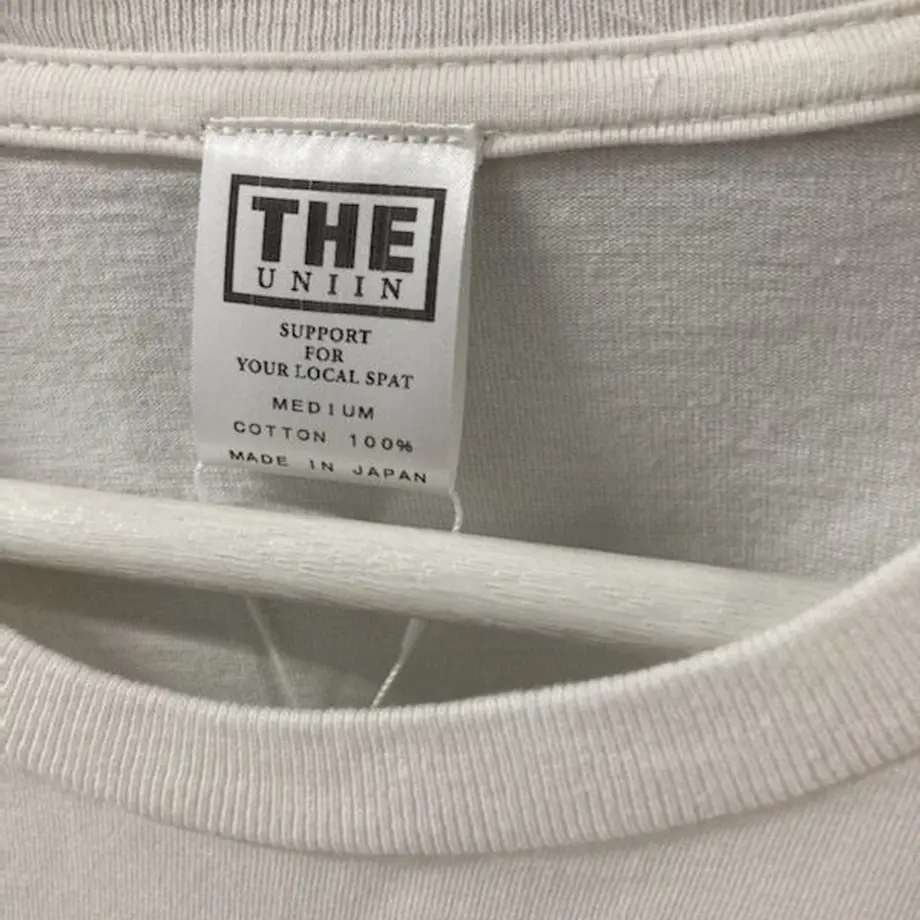 THE
UNIIN
SUPPORT
FOR
YOUR LOCAL SPAT
MEDIUM
COTTON 100%
MADE IN JAPAN